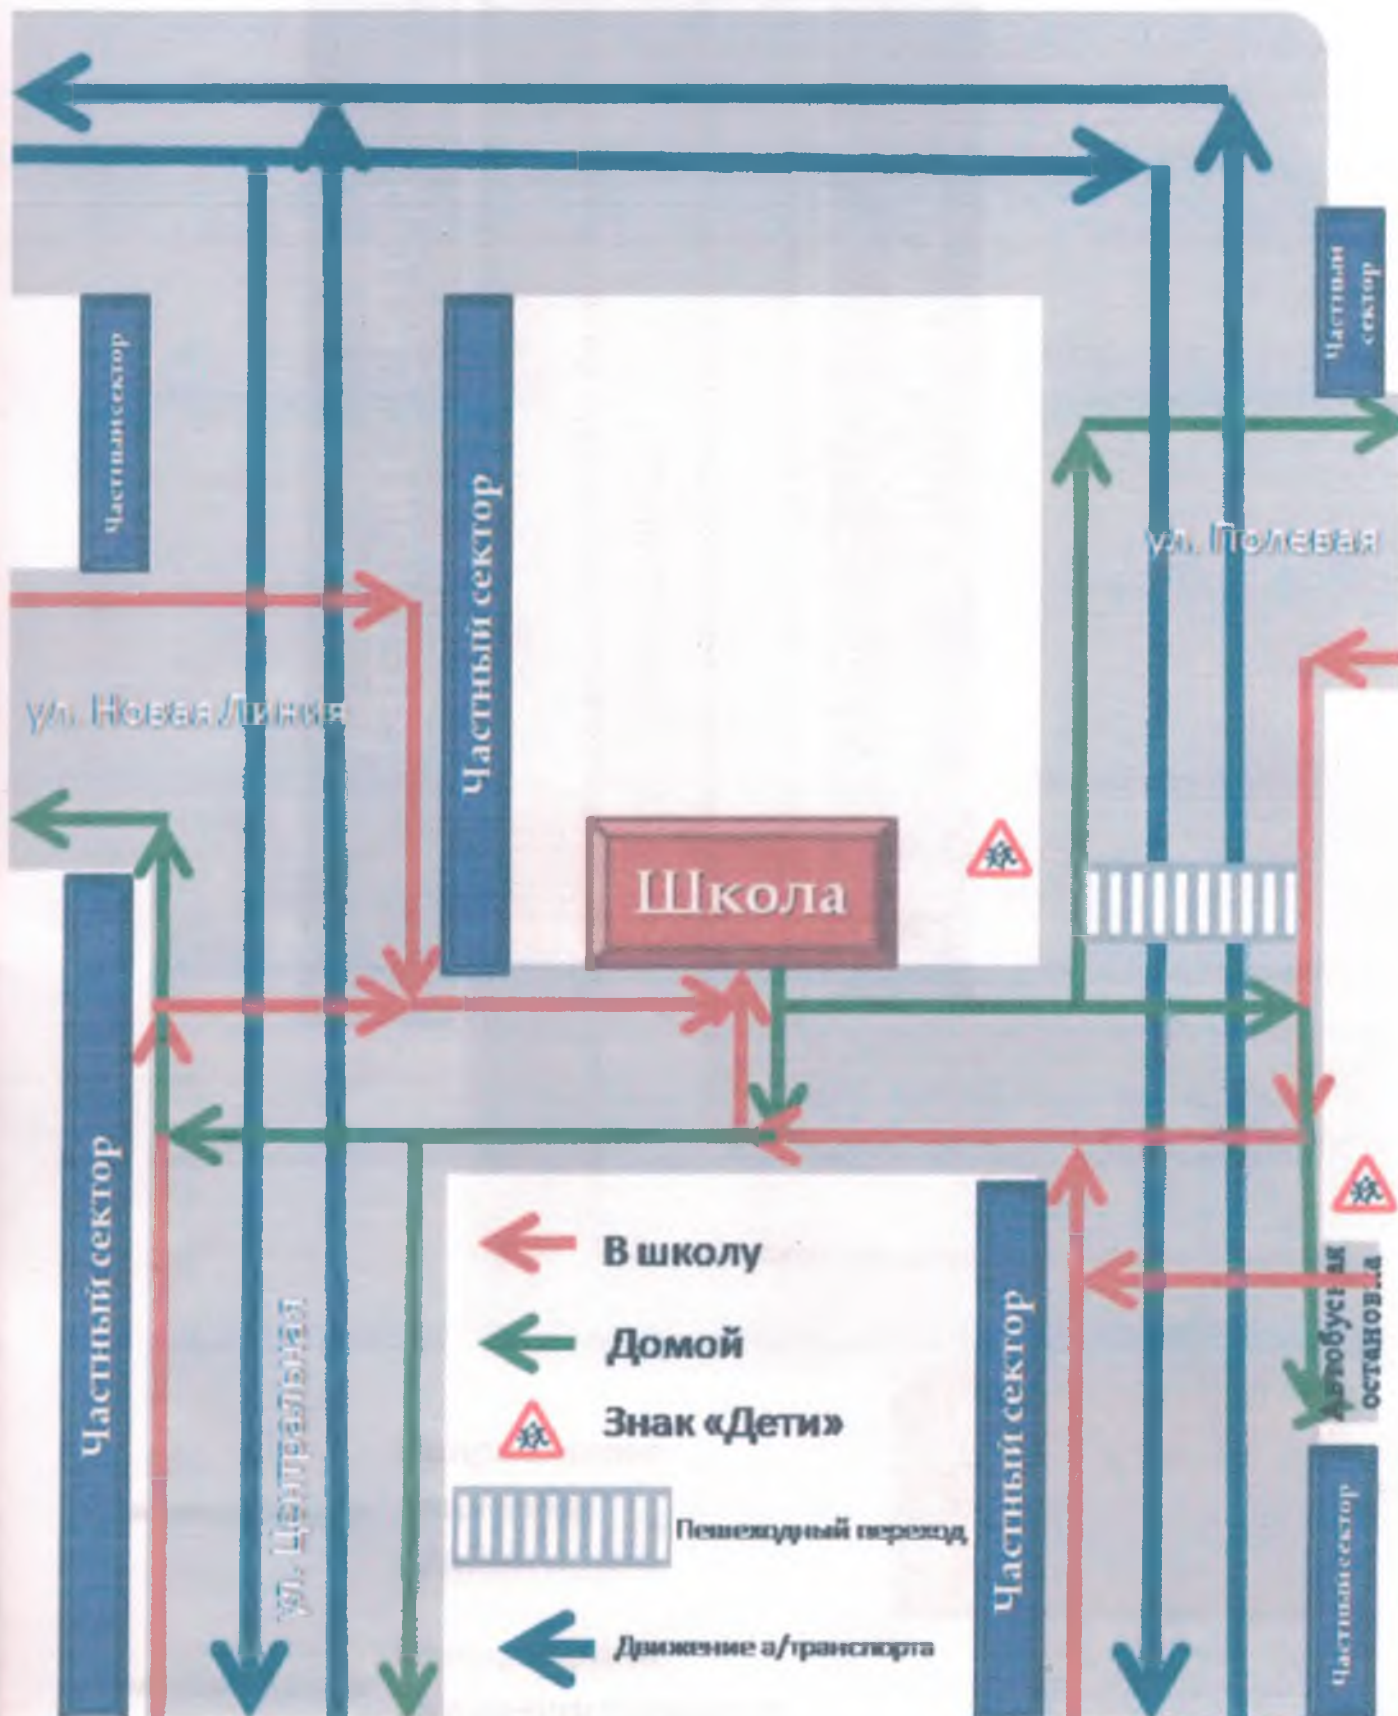 Частный
сектор
Частный сектор
Частный сектор
ул. Полевая
ул. Новая Линия
Школа
Частный сектор
ул. Центральная
В школу
Домой
Знак «Дети»
Пешеходный переход
Движение а/транспорта
Частный сектор
Автобусная
остановка
Частный сектор